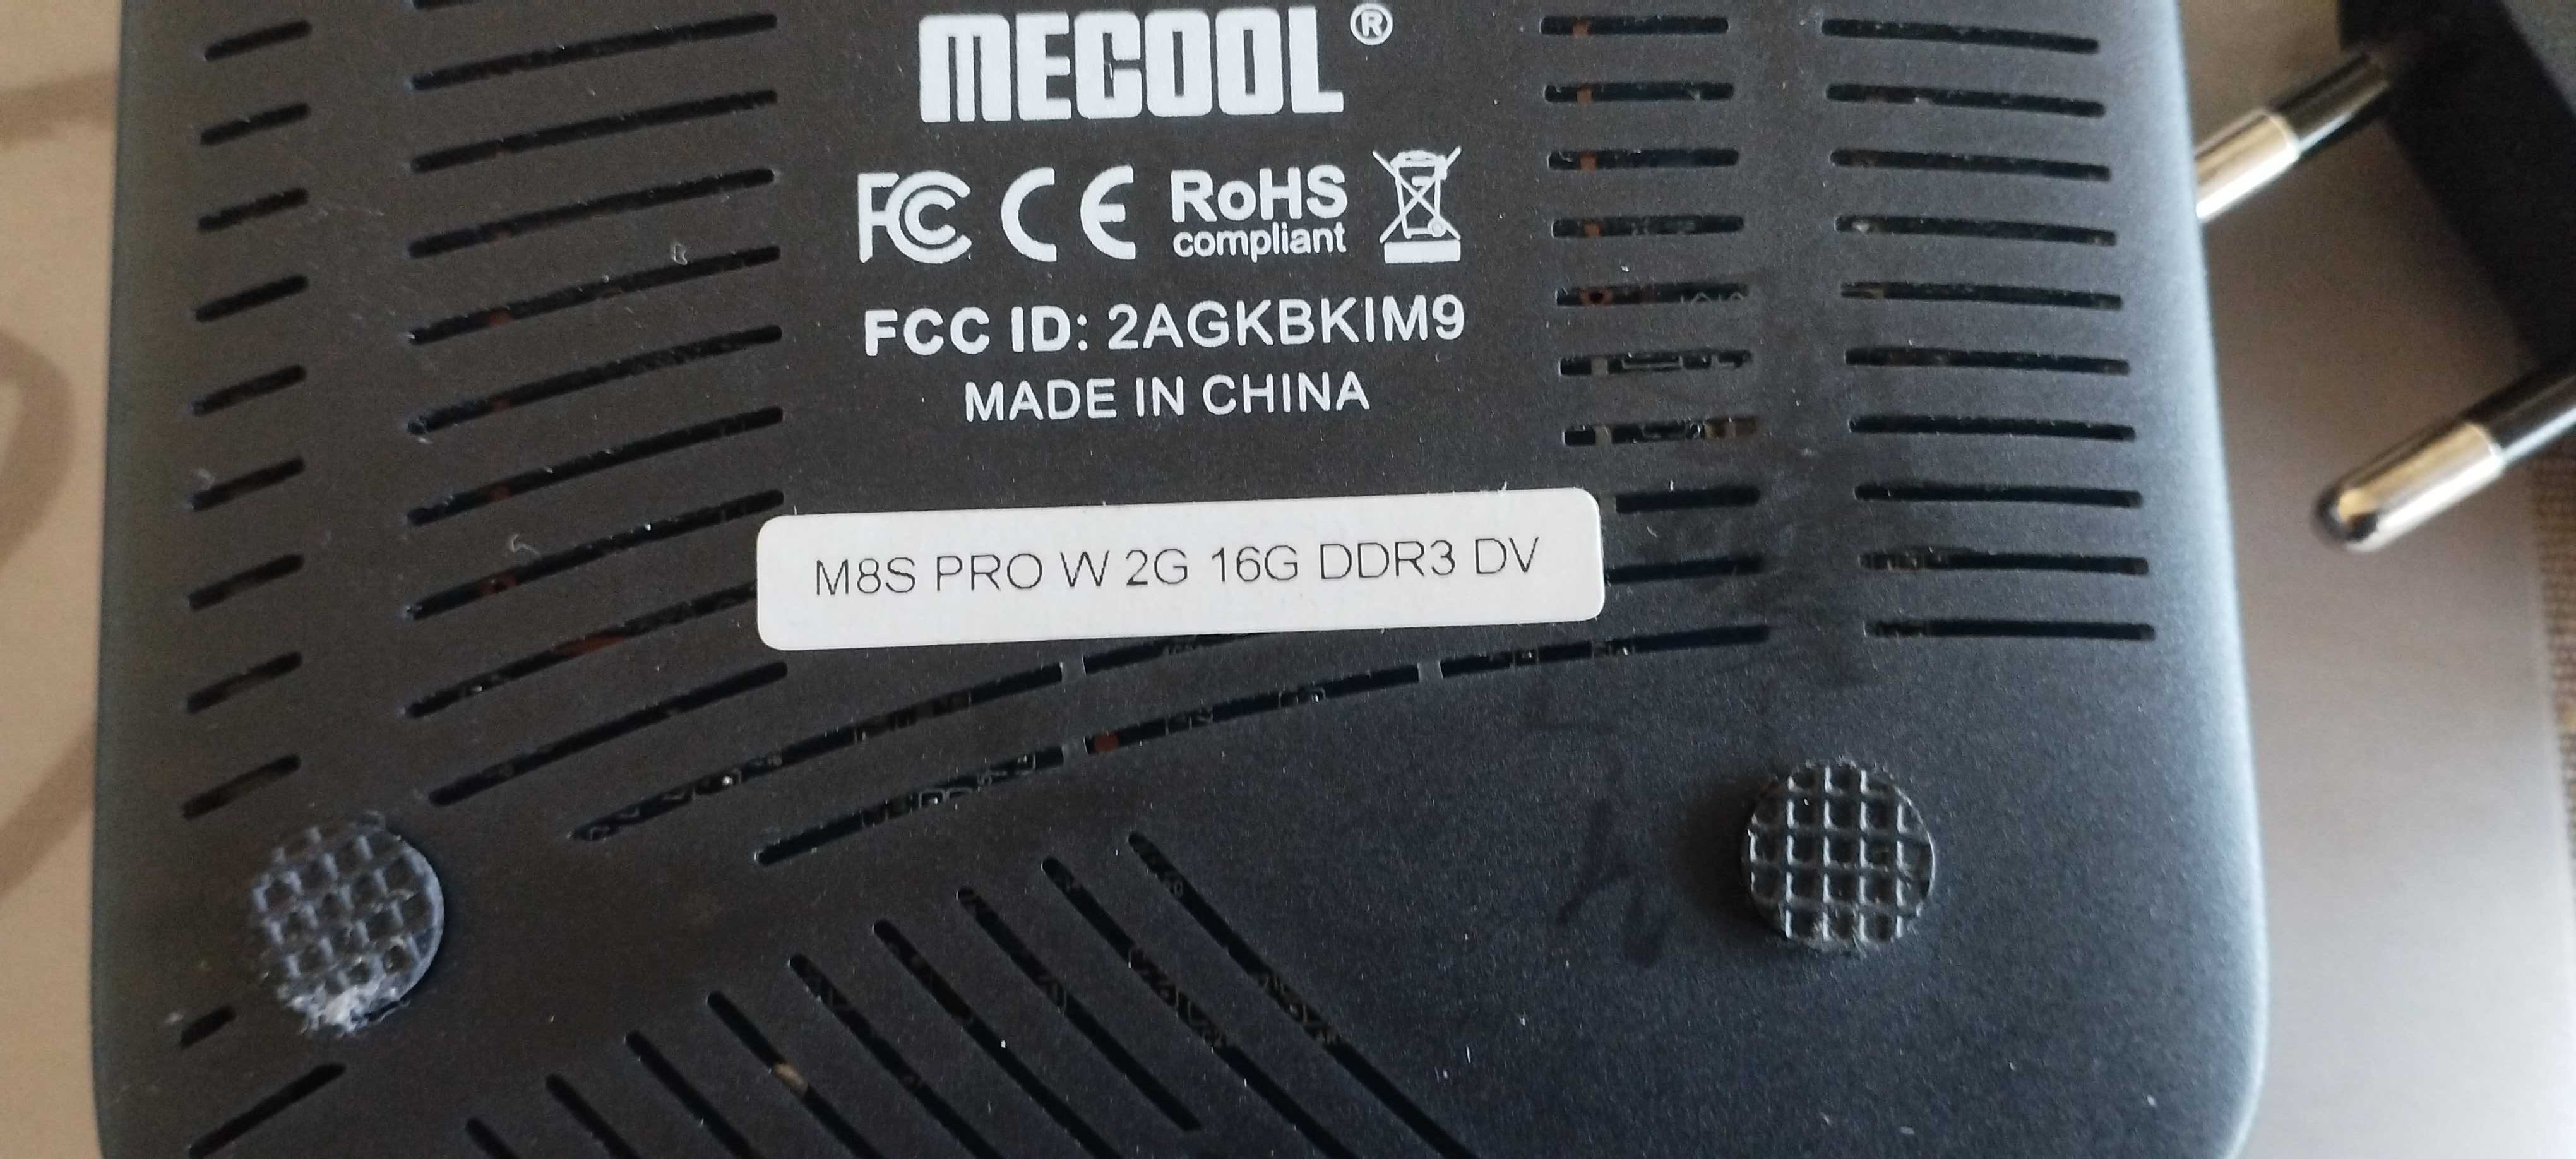 MECOOL®
FC CE RoHS
compliant
FCC ID: 2AGKBKIM9
MADE IN CHINA
M8S PRO W 2G 16G DDR3 DV